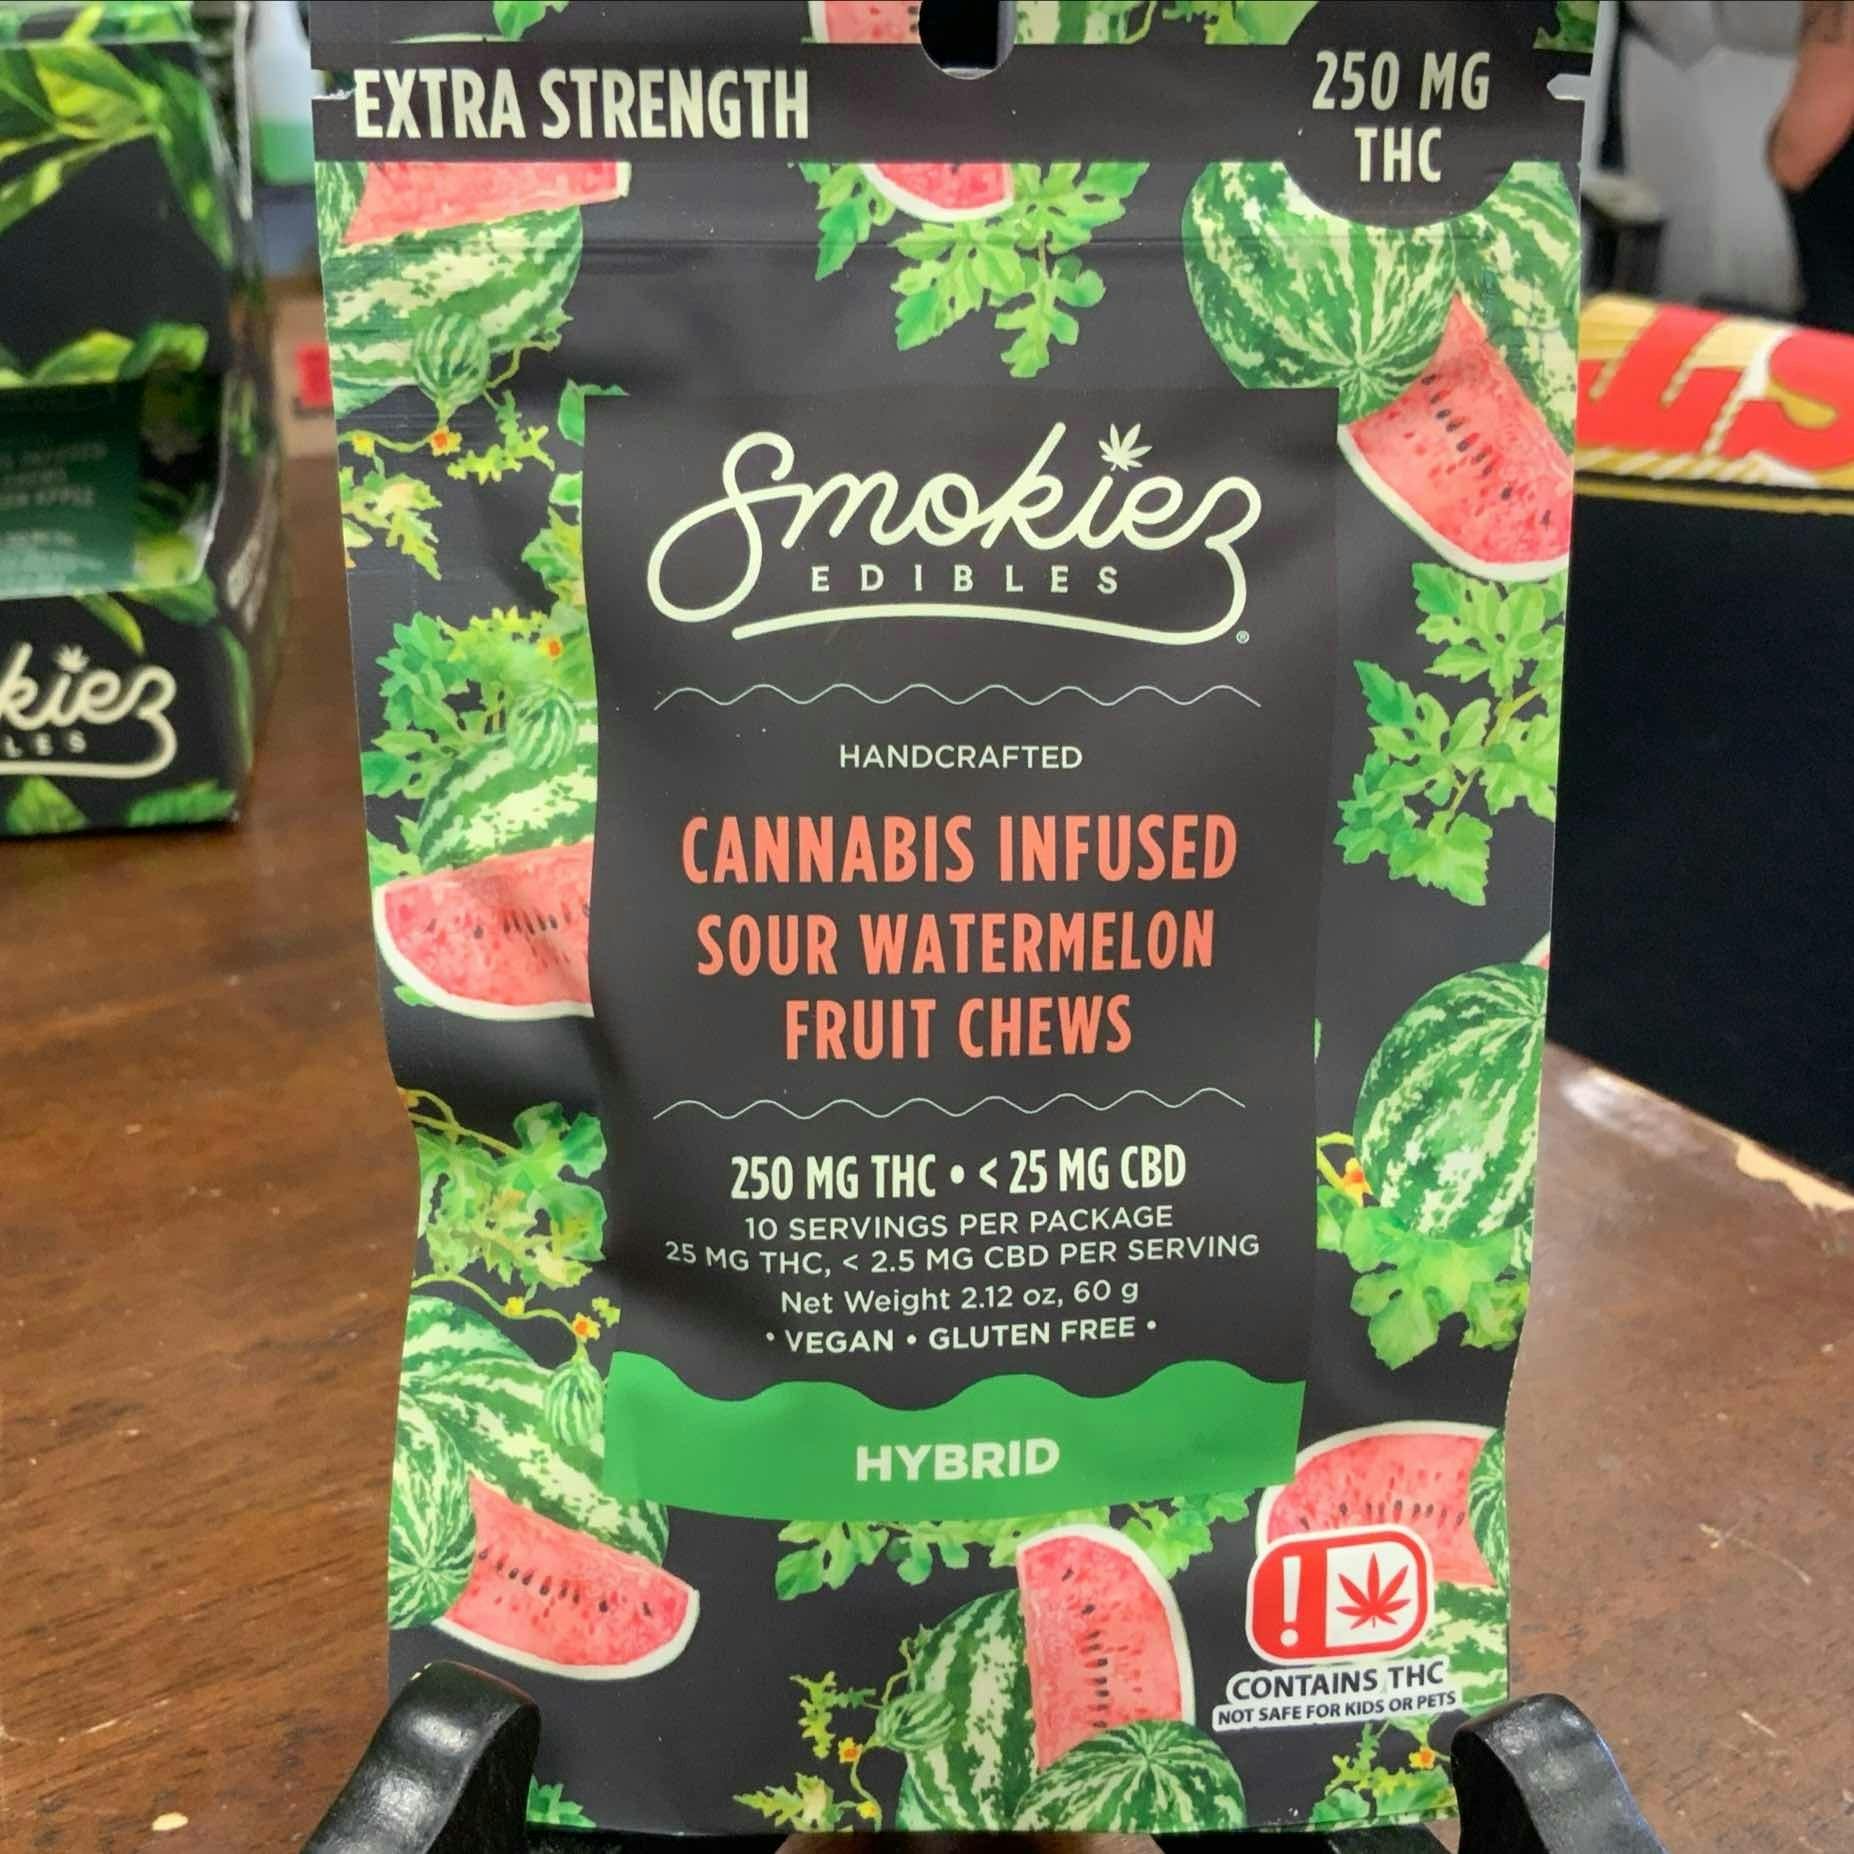 EXTRA STRENGTH
250 MG
THC
Smokiez
EDIBLES
®
HANDCRAFTED
CANNABIS INFUSED
SOUR WATERMELON
FRUIT CHEWS
250 MG THC • < 25 MG CBD
10 SERVINGS PER PACKAGE
25 MG THC, < 2.5 MG CBD PER SERVING
Net Weight 2.12 oz, 60 g
• VEGAN • GLUTEN FREE •
HYBRID
!
CONTAINS THC
NOT SAFE FOR KIDS OR PETS
kiez
LES